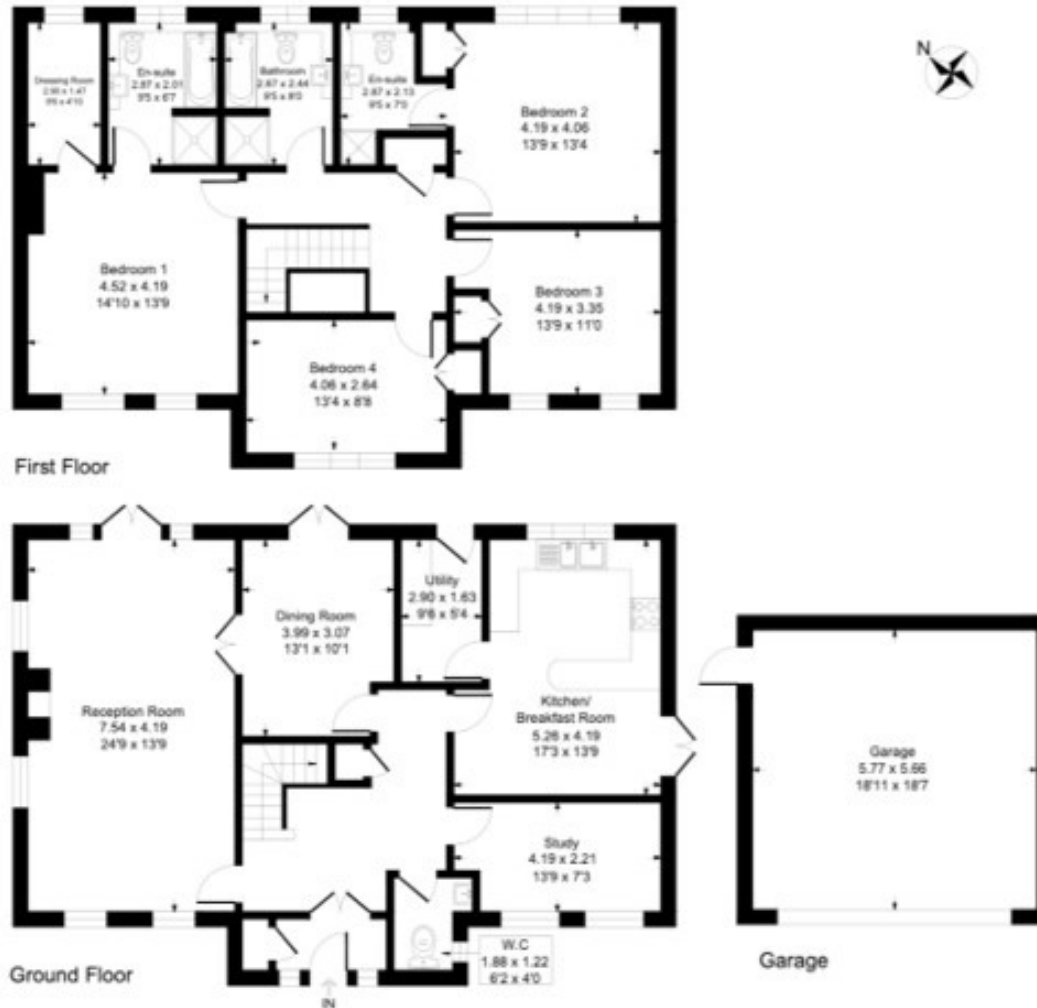 N
Dressing Room
2.95 x 1.47
En-suite
2.87 x 2.01
9'5 x 6'7
Bathroom
2.87 x 2.44
9'5 x 8'0
En-suite
2.87 x 2.13
9'5 x 7'0
Bedroom 2
4.19 x 4.06
13'9 x 13'4
Bedroom 1
4.52 x 4.19
14'10 x 13'9
Bedroom 3
4.19 x 3.35
13'9 x 11'0
Bedroom 4
4.06 x 2.64
13'4 x 8'8
First Floor
Utility
2.90 x 1.63
9'6 x 5'4
Dining Room
3.99 x 3.07
13'1 x 10'1
Reception Room
7.54 x 4.19
24'9 x 13'9
Kitchen/
Breakfast Room
5.26 x 4.19
17'3 x 13'9
Garage
5.77 x 5.66
18'11 x 18'7
Study
4.19 x 2.21
13'9 x 7'3
W.C
1.88 x 1.22
6'2 x 4'0
Ground Floor
Garage
IN